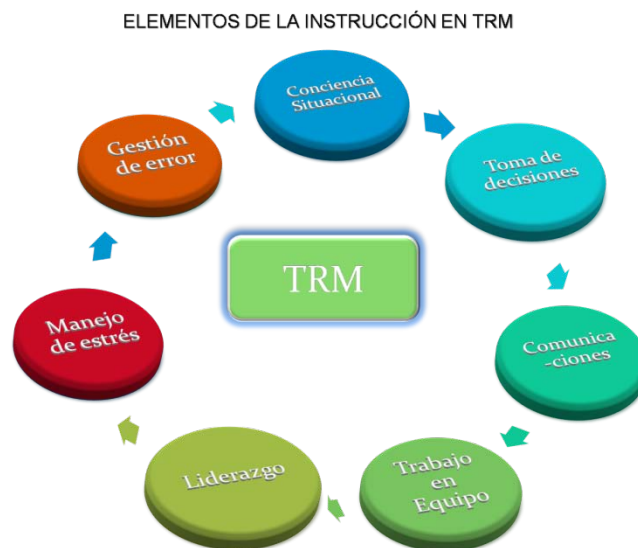 ELEMENTOS DE LA INSTRUCCIÓN EN TRM
Conciencia
Situacional
Toma de
decisiones
Comunica
-ciones
Trabajo
en
Equipo
Liderazgo
Manejo
de estrés
Gestión
de error
TRM